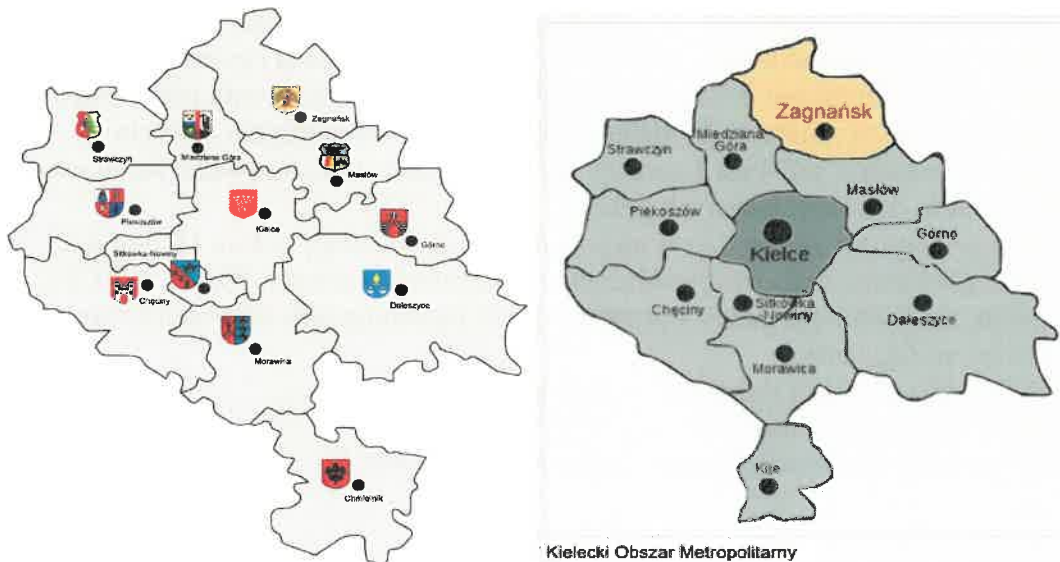 Zagnańsk
Strawczyn
Miedziana Góra
Masłów
Piekoszów
Kielce
Górno
Sitkówka-Nowiny
Chęciny
Daleszyce
Morawica
Chmielnik
Zagnańsk
Miedziana
Góra
Strawczyn
Masłów
Piekoszów
Górno
Kielce
Chęciny
Sitkówka
-Nowiny
Daleszyce
Morawica
Kije
Kielecki Obszar Metropolitarny